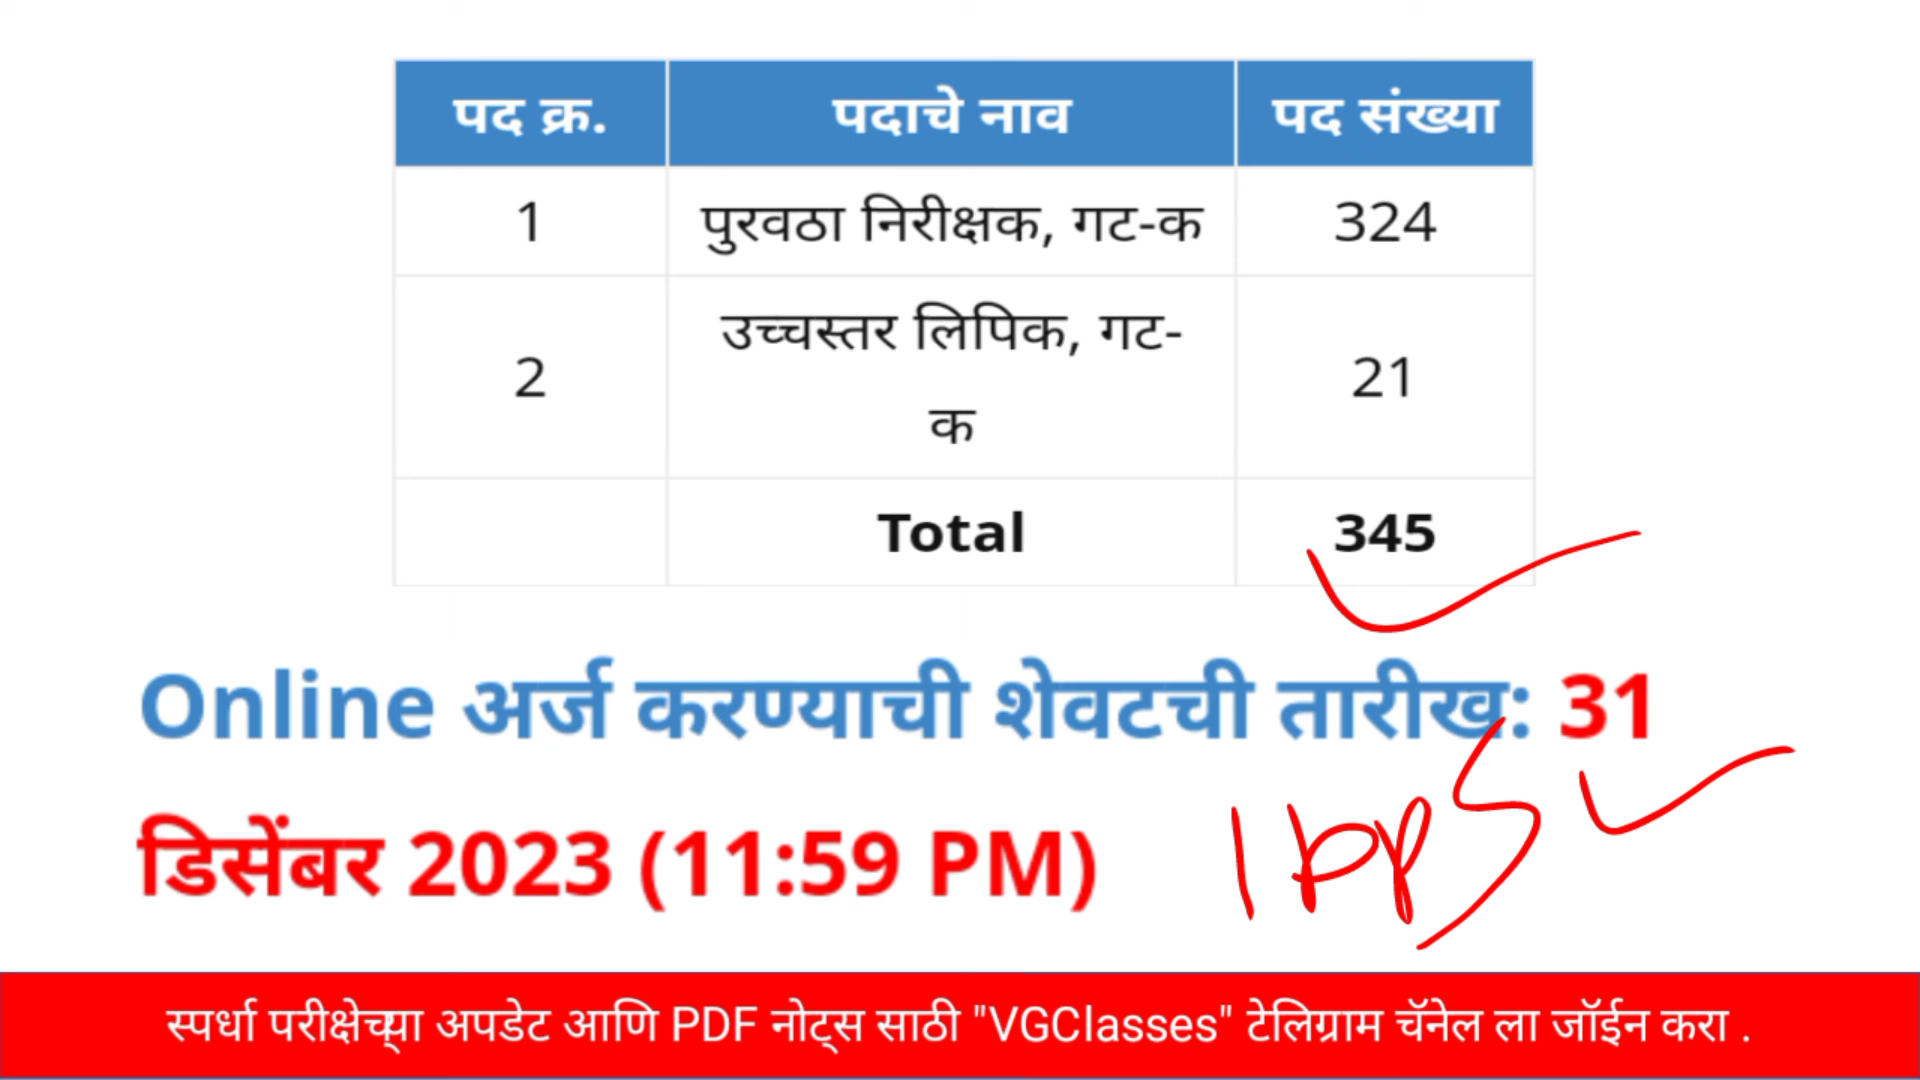 पद क्र. पदाचे नाव पद संख्या
1 पुरवठा निरीक्षक, गट-क 324
2 उच्चस्तर लिपिक, गट-
क 21
Total 345
Online अर्ज करण्याची शेवटची तारीख: 31
डिसेंबर 2023 (11:59 PM)
IbpS
स्पर्धा परीक्षेच्या अपडेट आणि PDF नोट्स साठी "VGClasses" टेलिग्राम चॅनेल ला जॉईन करा .